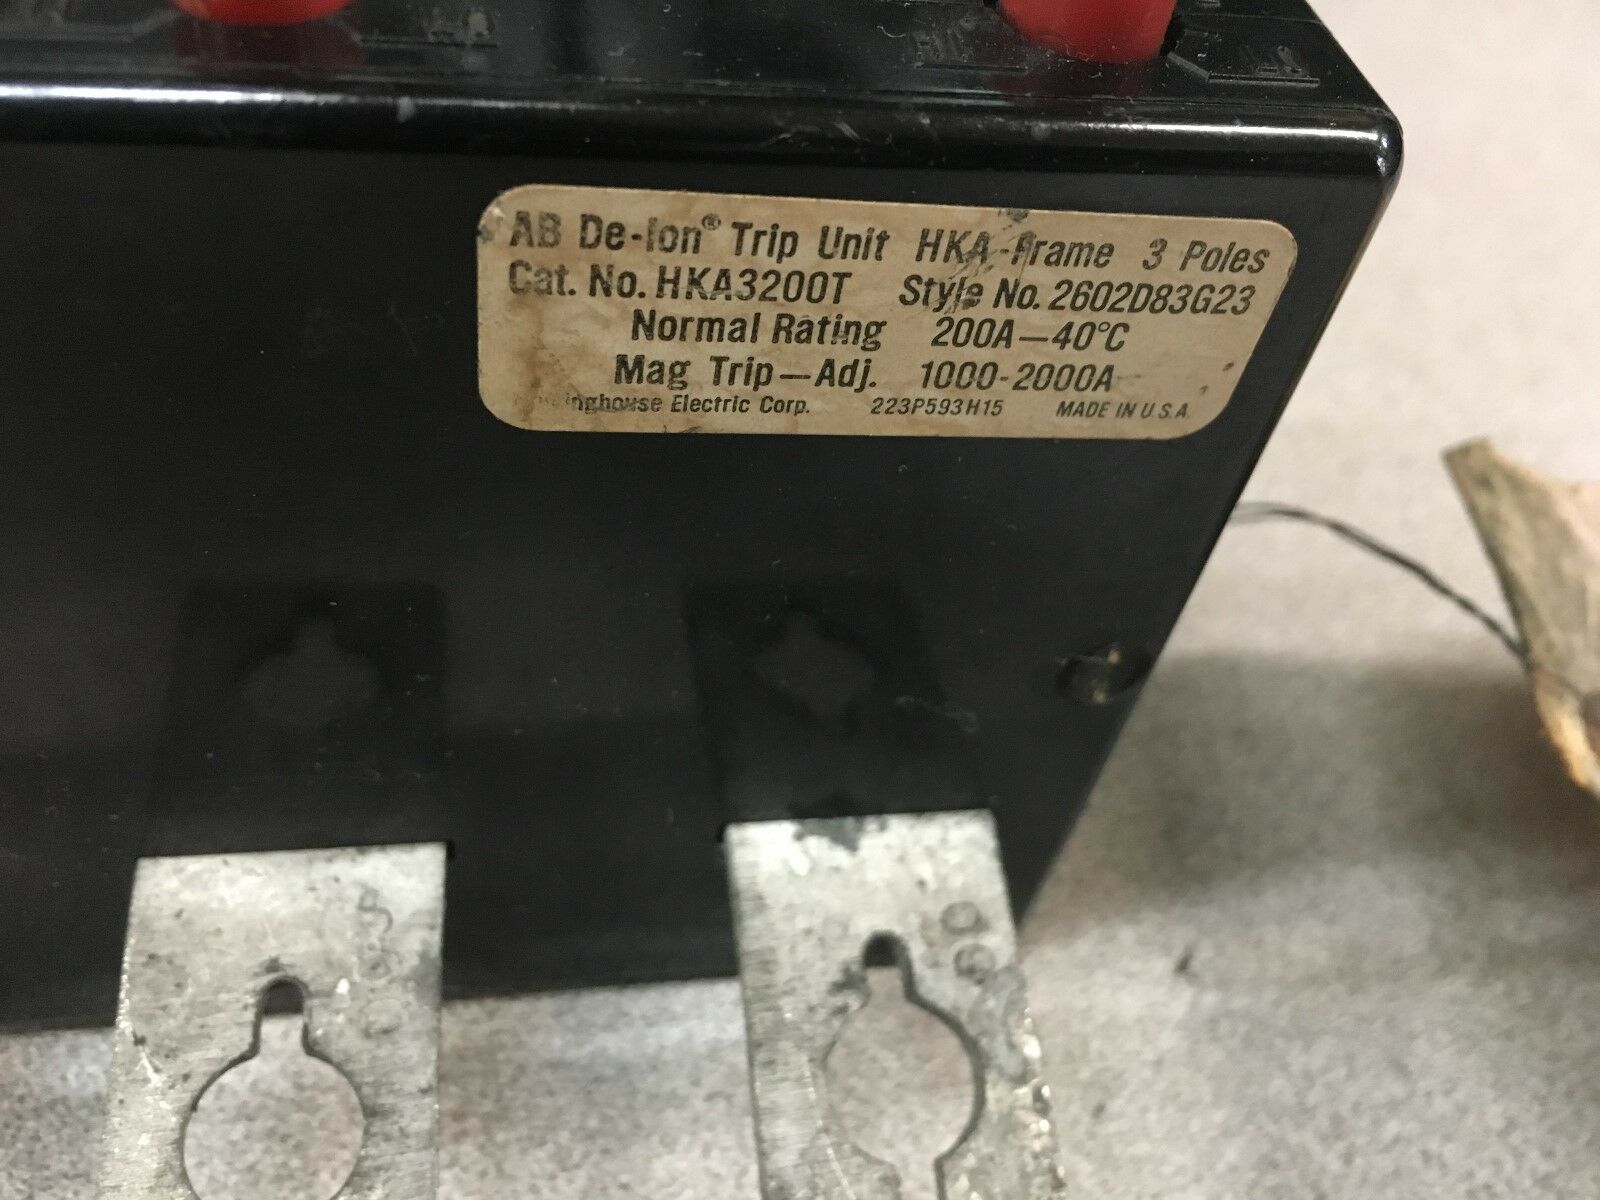 AB De-Ion® Trip Unit HKA-Frame 3 Poles
Cat. No. HKA3200T Style No. 2602D83G23
Normal Rating 200A—40°C
Mag Trip—Adj. 1000-2000A
Electric Corp. 223P593H15 MADE IN U.S.A.